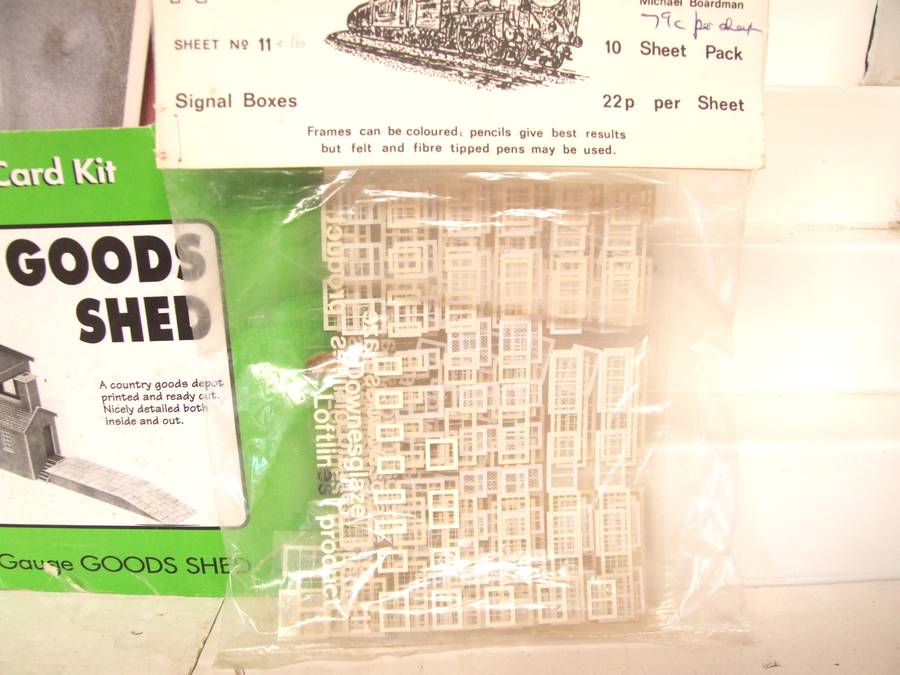 Michael Boardman
79c per sheet
SHEET Nº 11 + 16
10 Sheet Pack
Signal Boxes
22p per Sheet
Frames can be coloured: pencils give best results
but felt and fibre tipped pens may be used.
Card Kit
GOODS
SHED
A country goods depot
printed and ready cut.
Nicely detailed both
inside and out.
Gauge GOODS SHED
Downesglaze
product